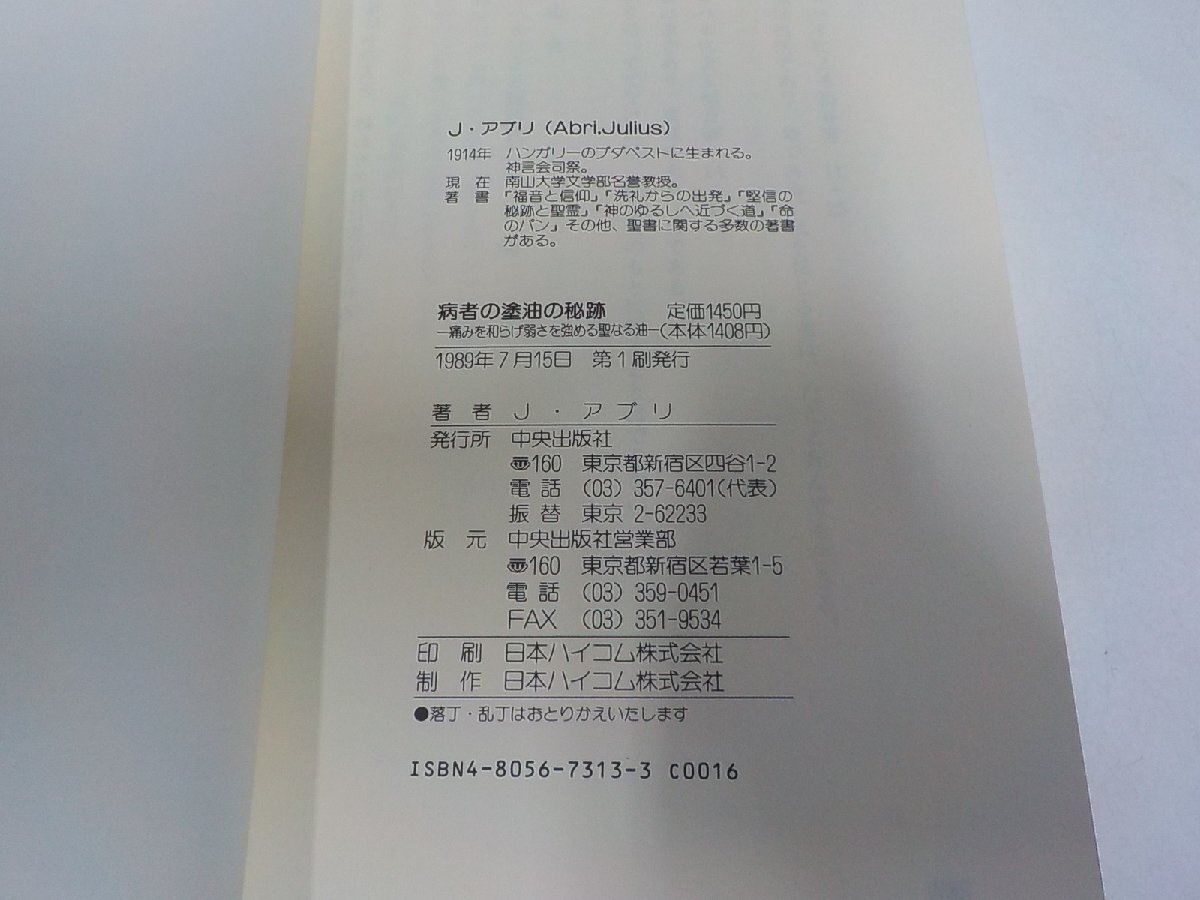 J・アブリ（Abri.Julius）
1914年　ハンガリーのブダペストに生まれる。
神言会司祭。
現　在　南山大学文学部名誉教授。
著　書　「福音と信仰」「洗礼からの出発」「堅信の
秘跡と聖霊」「神のゆるしへ近づく道」「命
のパン」その他、聖書に関する多数の著書
がある。
病者の塗油の秘跡　定価1450円
―痛みを和らげ弱さを強める聖なる油―（本体1408円）
1989年7月15日　第1刷発行
著　者　J・アブリ
発行所　中央出版社
〠160　東京都新宿区四谷1-2
電　話　（03）357-6401（代表）
振　替　東京 2-62233
版　元　中央出版社営業部
〠160　東京都新宿区若葉1-5
電　話　（03）359-0451
FAX　（03）351-9534
印　刷　日本ハイコム株式会社
制　作　日本ハイコム株式会社
●落丁・乱丁はおとりかえいたします
ISBN4-8056-7313-3 C0016